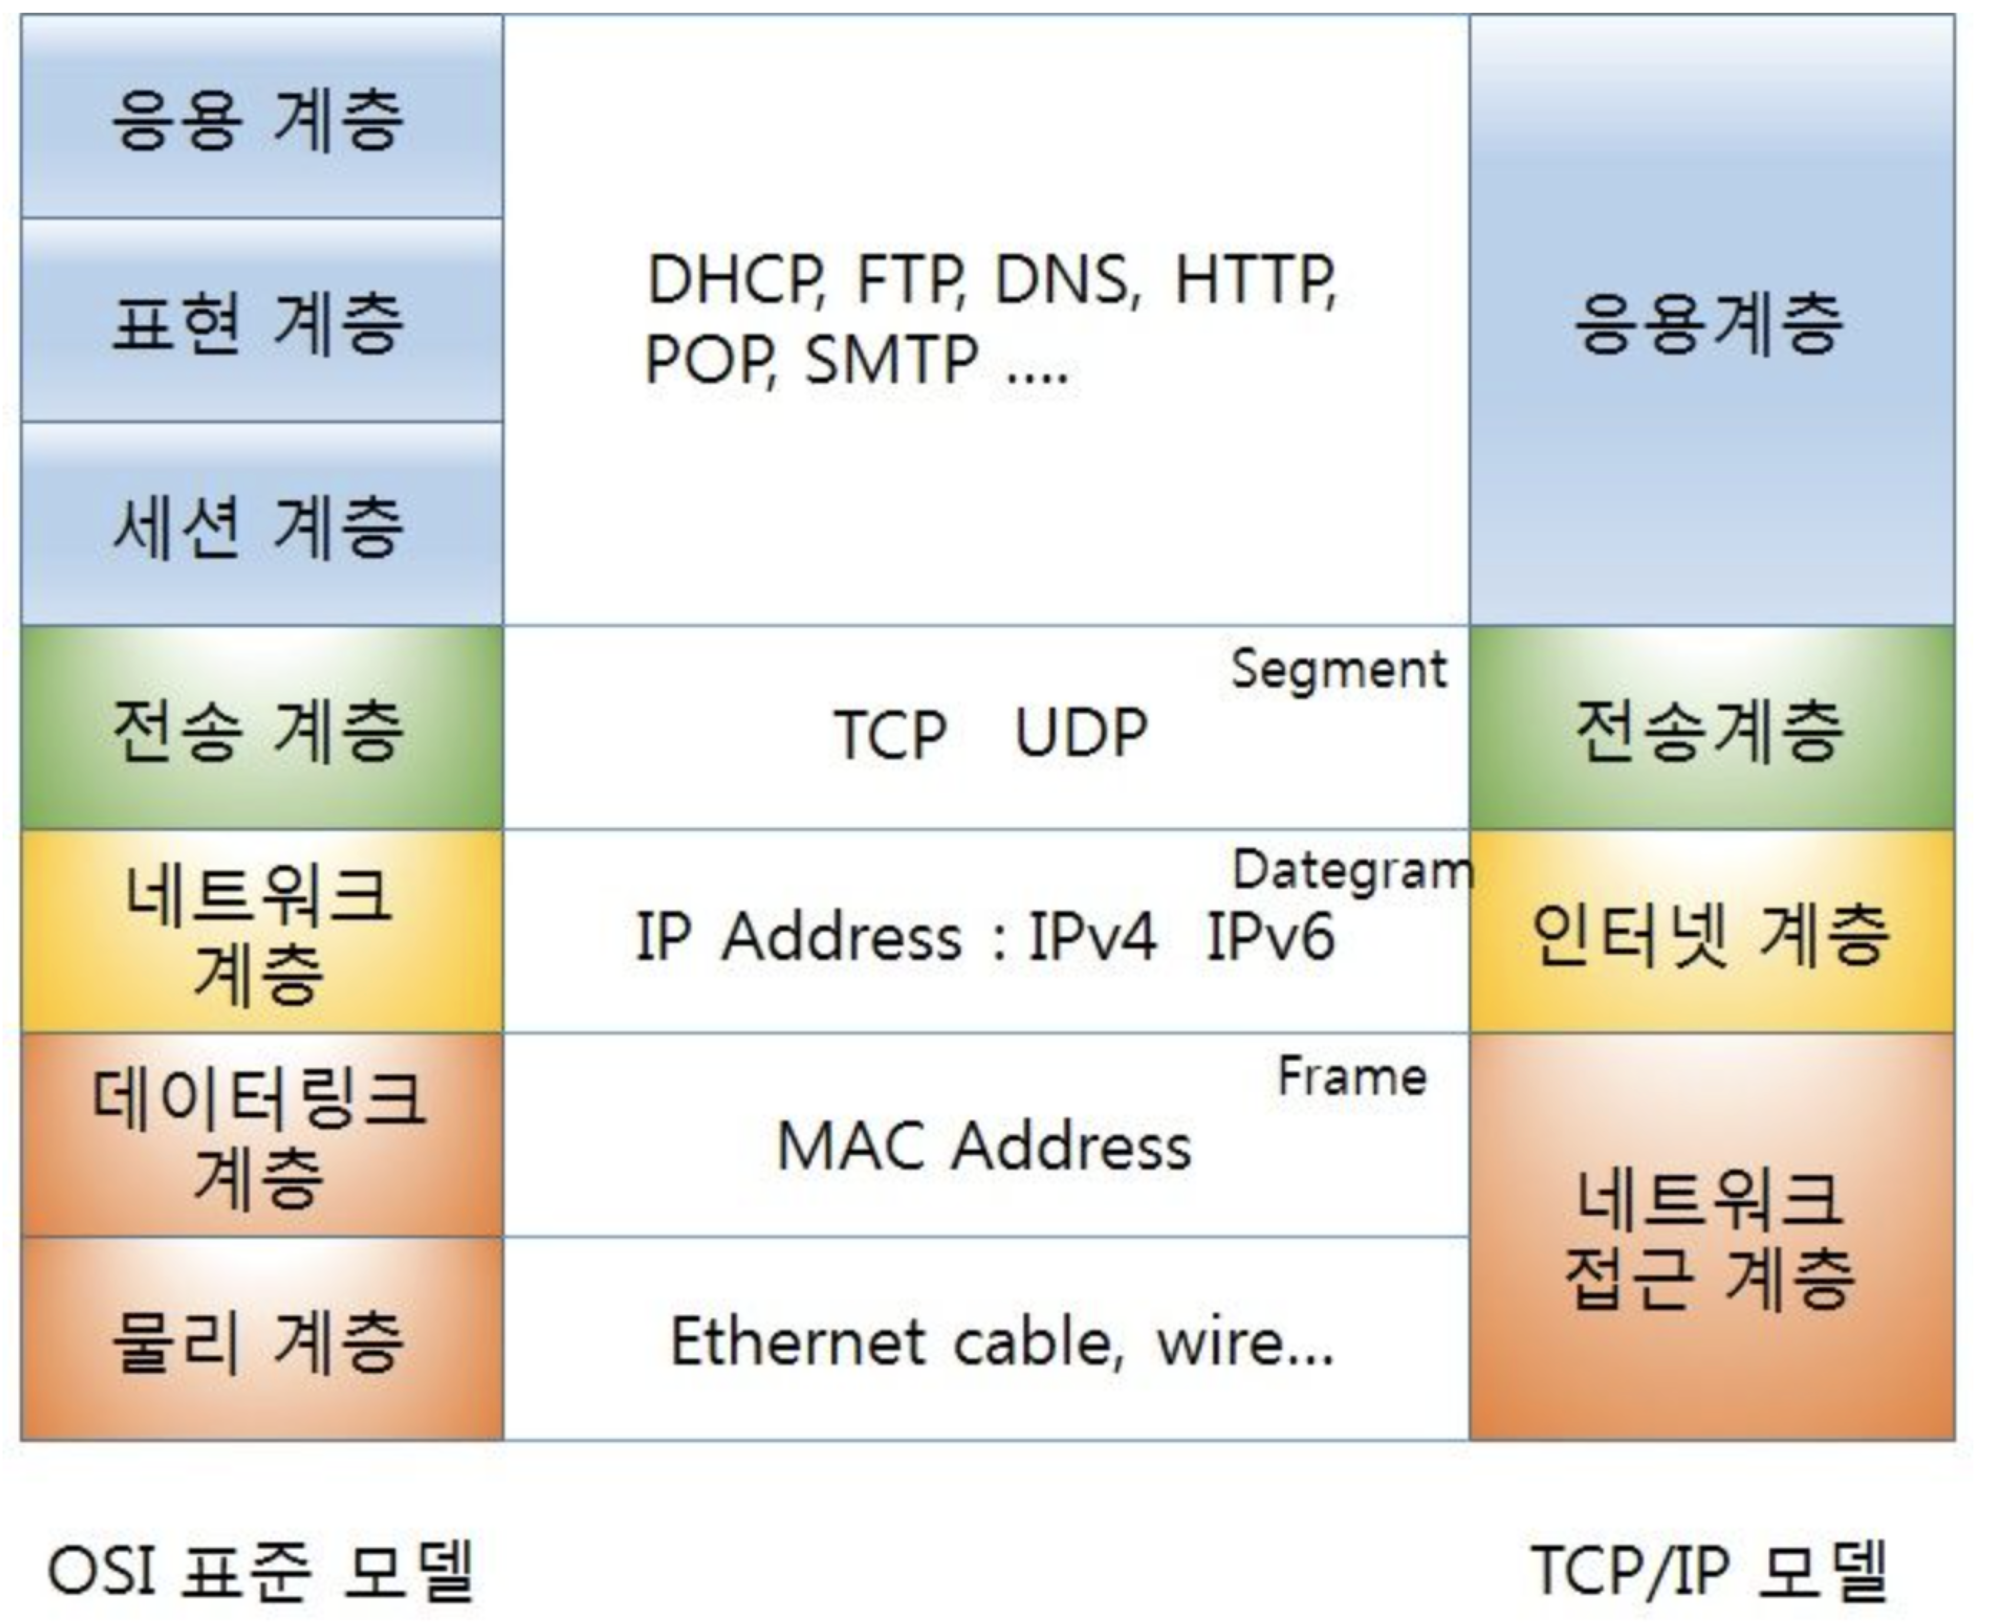 응용 계층
표현 계층
세션 계층
DHCP, FTP, DNS, HTTP,
POP, SMTP ....
응용계층
전송 계층
Segment
TCP UDP
전송계층
네트워크
계층
Dategram
IP Address : IPv4 IPv6
인터넷 계층
데이터링크
계층
Frame
MAC Address
물리 계층
Ethernet cable, wire...
네트워크
접근 계층
OSI 표준 모델
TCP/IP 모델